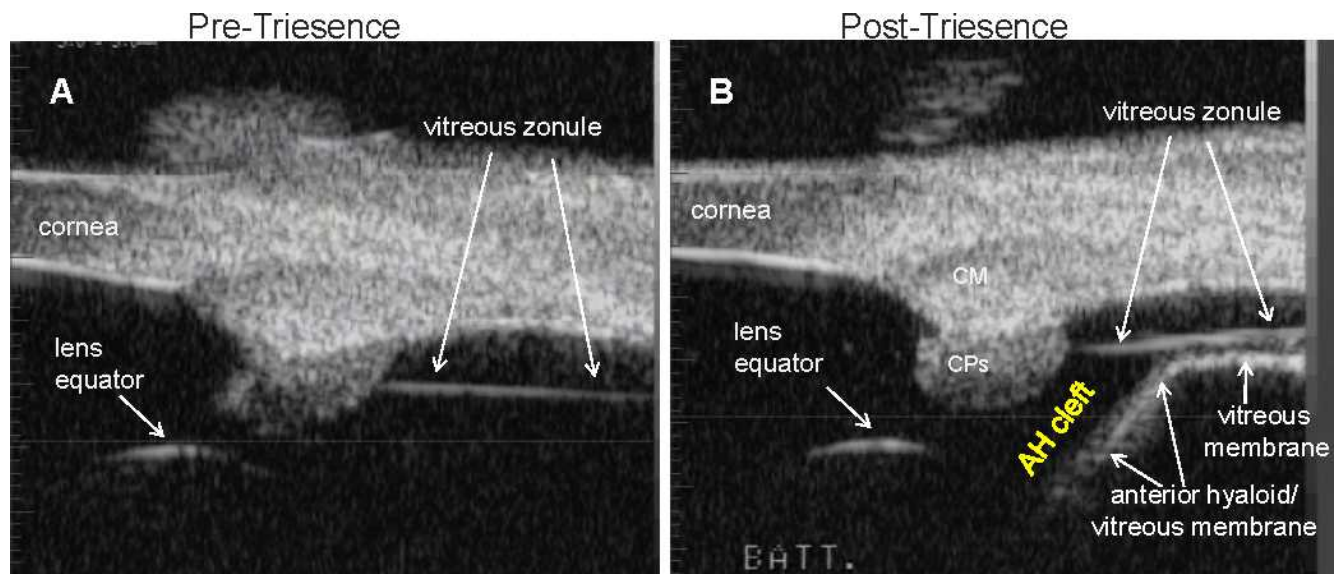 Pre-Triesence
Post-Triesence
A
vitreous zonule
cornea
lens
equator
B
vitreous zonule
cornea
CM
CPs
lens
equator
AH cleft
vitreous
membrane
anterior hyaloid/
vitreous membrane
BATT.